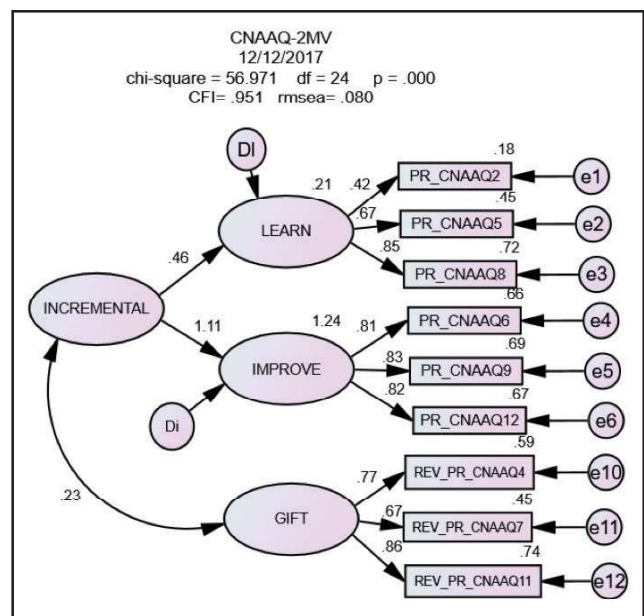 CNAAQ-2MV
12/12/2017
chi-square = 56.971 df = 24 p = .000
CFI= .951 rmsea= .080
DI
.18
.21
.42
PR_CNAAQ2
e1
.45
LEARN
.67
PR_CNAAQ5
e2
.72
.85
PR_CNAAQ8
e3
.46
.66
INCREMENTAL
1.11
1.24
.81
PR_CNAAQ6
e4
.69
IMPROVE
.83
PR_CNAAQ9
e5
.67
.82
PR_CNAAQ12
e6
Di
.59
.77
REV_PR_CNAAQ4
e10
.45
.23
GIFT
.67
REV_PR_CNAAQ7
e11
.74
.86
REV_PR_CNAAQ11
e12